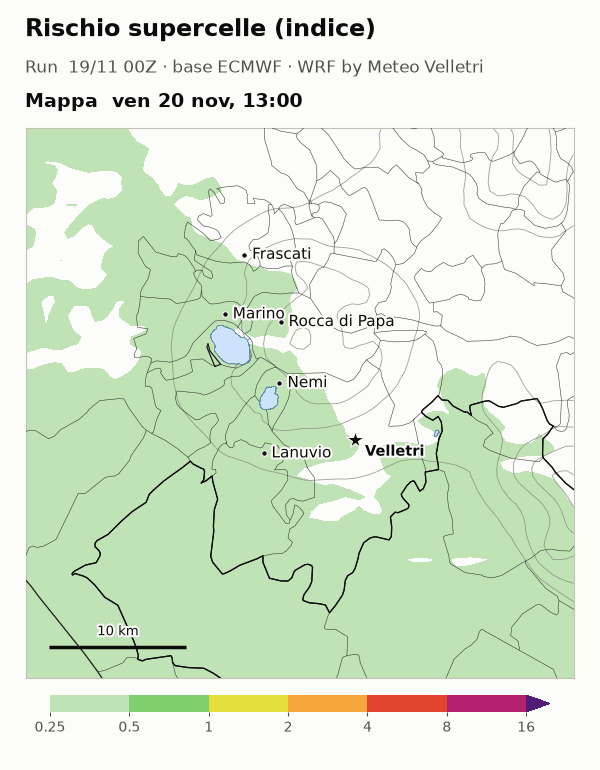 Rischio supercelle (indice)
Run  19/11 00Z · base ECMWF · WRF by Meteo Velletri
Mappa  ven 20 nov, 13:00
Frascati
Marino
Rocca di Papa
Nemi
Velletri
Lanuvio
10 km
0.25 0.5 1 2 4 8 16